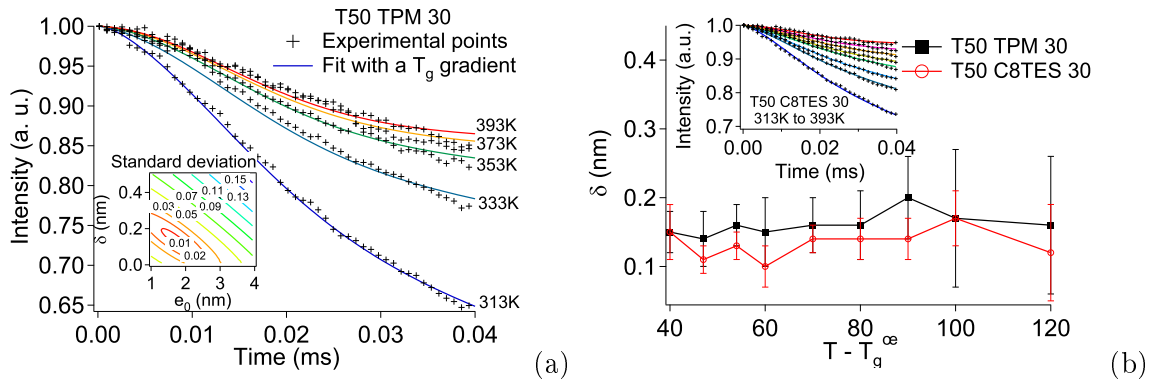 T50 TPM 30
Experimental points
Fit with a Tg gradient
Intensity (a. u.)
1.00
0.95
0.90
0.85
0.80
0.75
0.70
0.65
393K
373K
353K
333K
313K
0.00
0.01
0.02
0.03
0.04
Time (ms)
Standard deviation
δ (nm)
0.4
0.2
0.0
0.15
0.11
0.13
0.07
0.09
0.03
0.05
0.01
0.02
1
2
3
4
e0 (nm)
(a)
T50 TPM 30
T50 C8TES 30
δ (nm)
0.4
0.3
0.2
0.1
40
60
80
100
120
T - Tg œ
Intensity (a.u.)
1.0
0.9
0.8
0.7
T50 C8TES 30
313K to 393K
0.00
0.02
0.04
Time (ms)
(b)